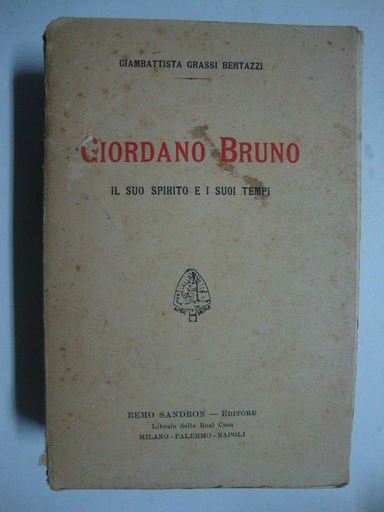 GIAMBATTISTA GRASSI BERTAZZI
GIORDANO BRUNO
IL SUO SPIRITO E I SUOI TEMPI
REMO SANDRON — EDITORE
Libraio della Real Casa
MILANO - PALERMO - NAPOLI